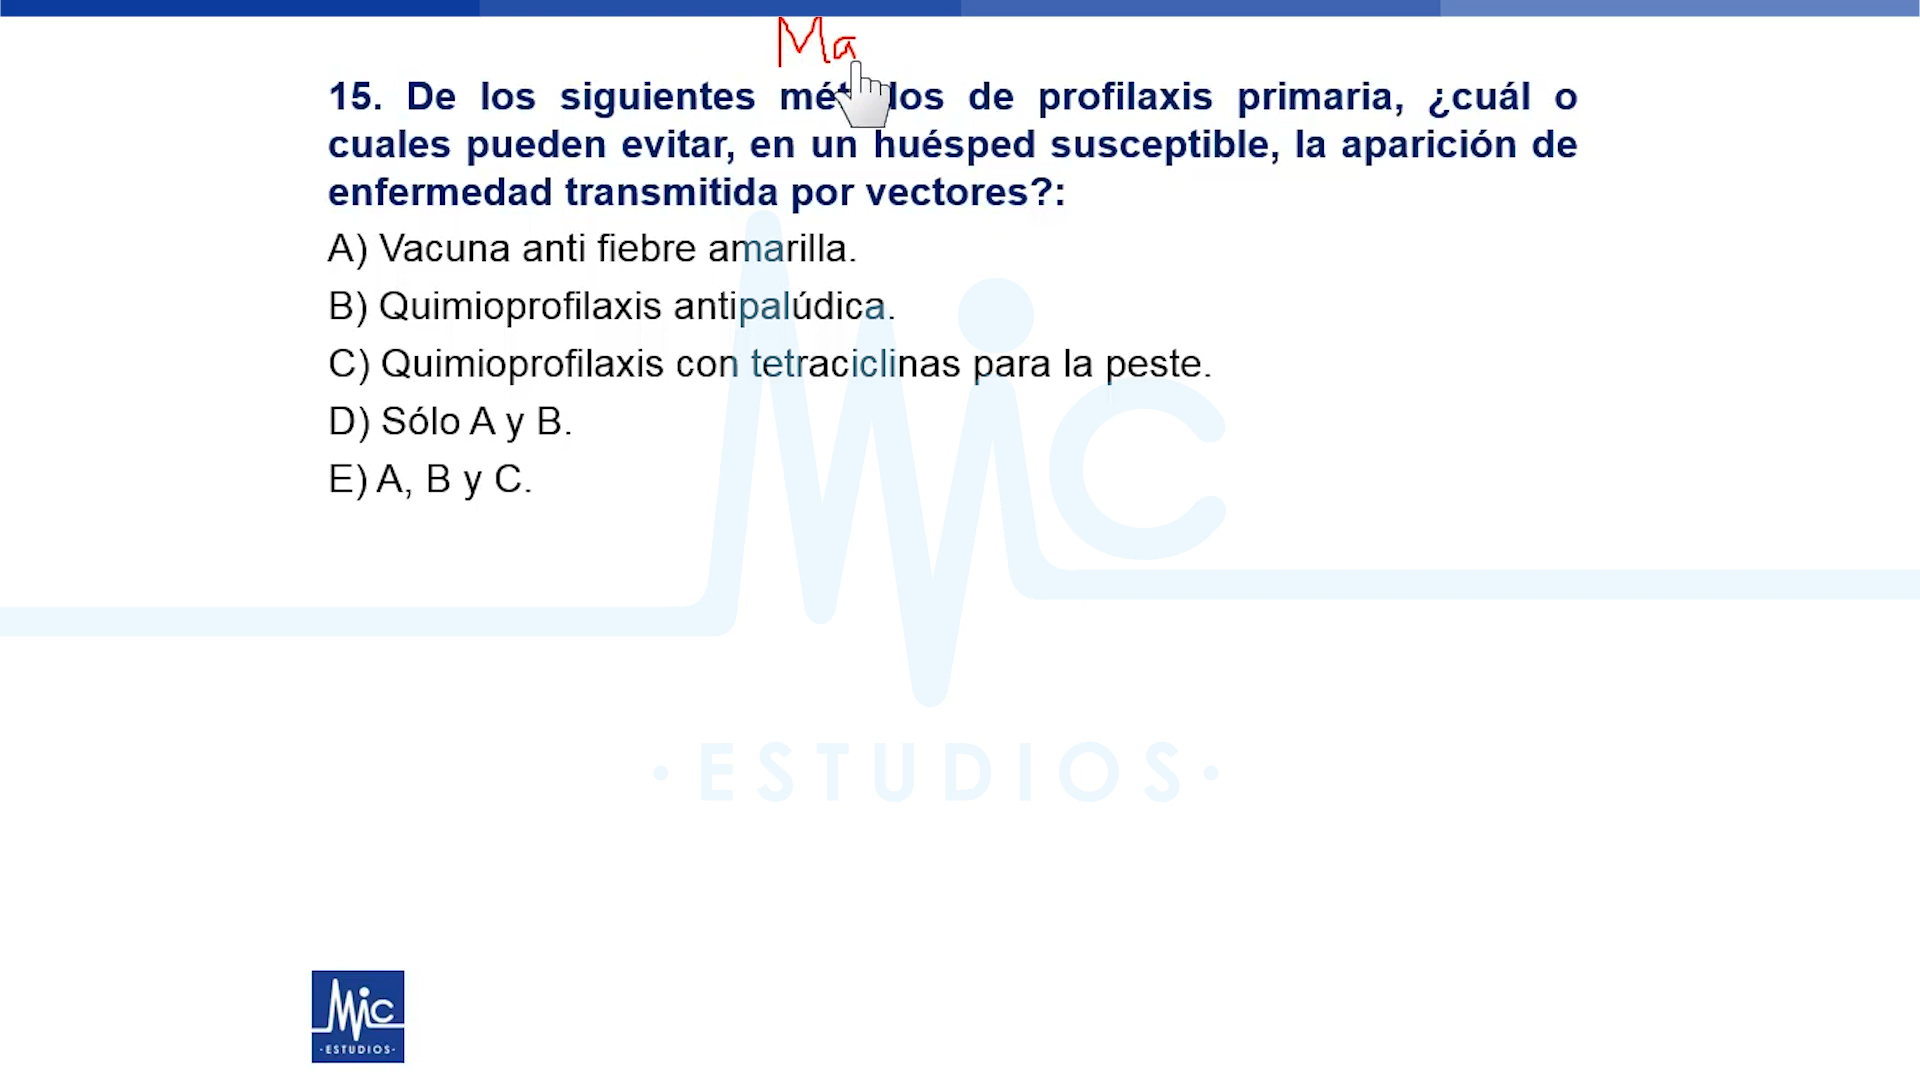 Ma
15. De los siguientes métodos de profilaxis primaria, ¿cuál o
cuales pueden evitar, en un huésped susceptible, la aparición de
enfermedad transmitida por vectores?:
A) Vacuna anti fiebre amarilla.
B) Quimioprofilaxis antipalúdica.
C) Quimioprofilaxis con tetraciclinas para la peste.
D) Sólo A y B.
E) A, B y C.
Mic
·ESTUDIOS·
Mic
·ESTUDIOS·